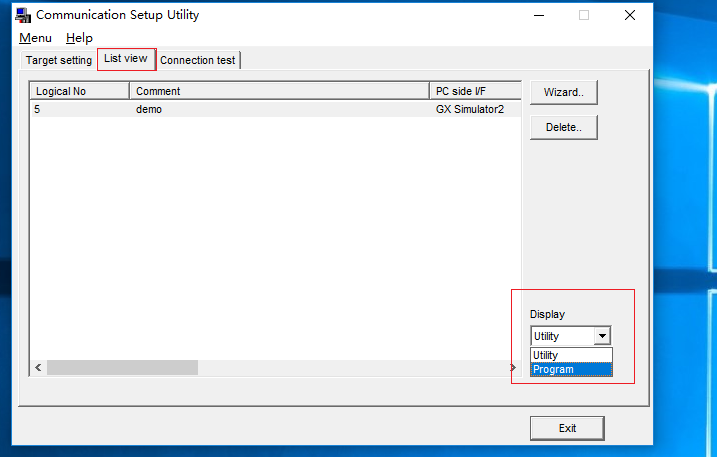 Communication Setup Utility
Menu Help
Target setting List view Connection test
Logical No Comment PC side I/F
5 demo GX Simulator2
Wizard..
Delete..
Display
Utility
Utility
Program
Exit